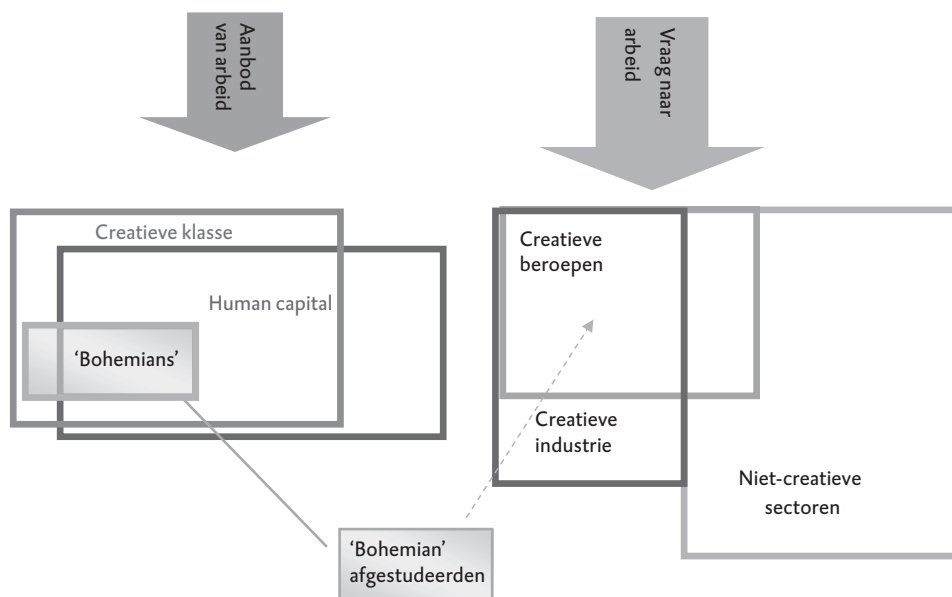 Aanbod
van arbeid
Vraag naar
arbeid
Creatieve klasse
Human capital
‘Bohemians’
Creatieve
beroepen
Creatieve
industrie
Niet-creatieve
sectoren
‘Bohemian’
afgestudeerden